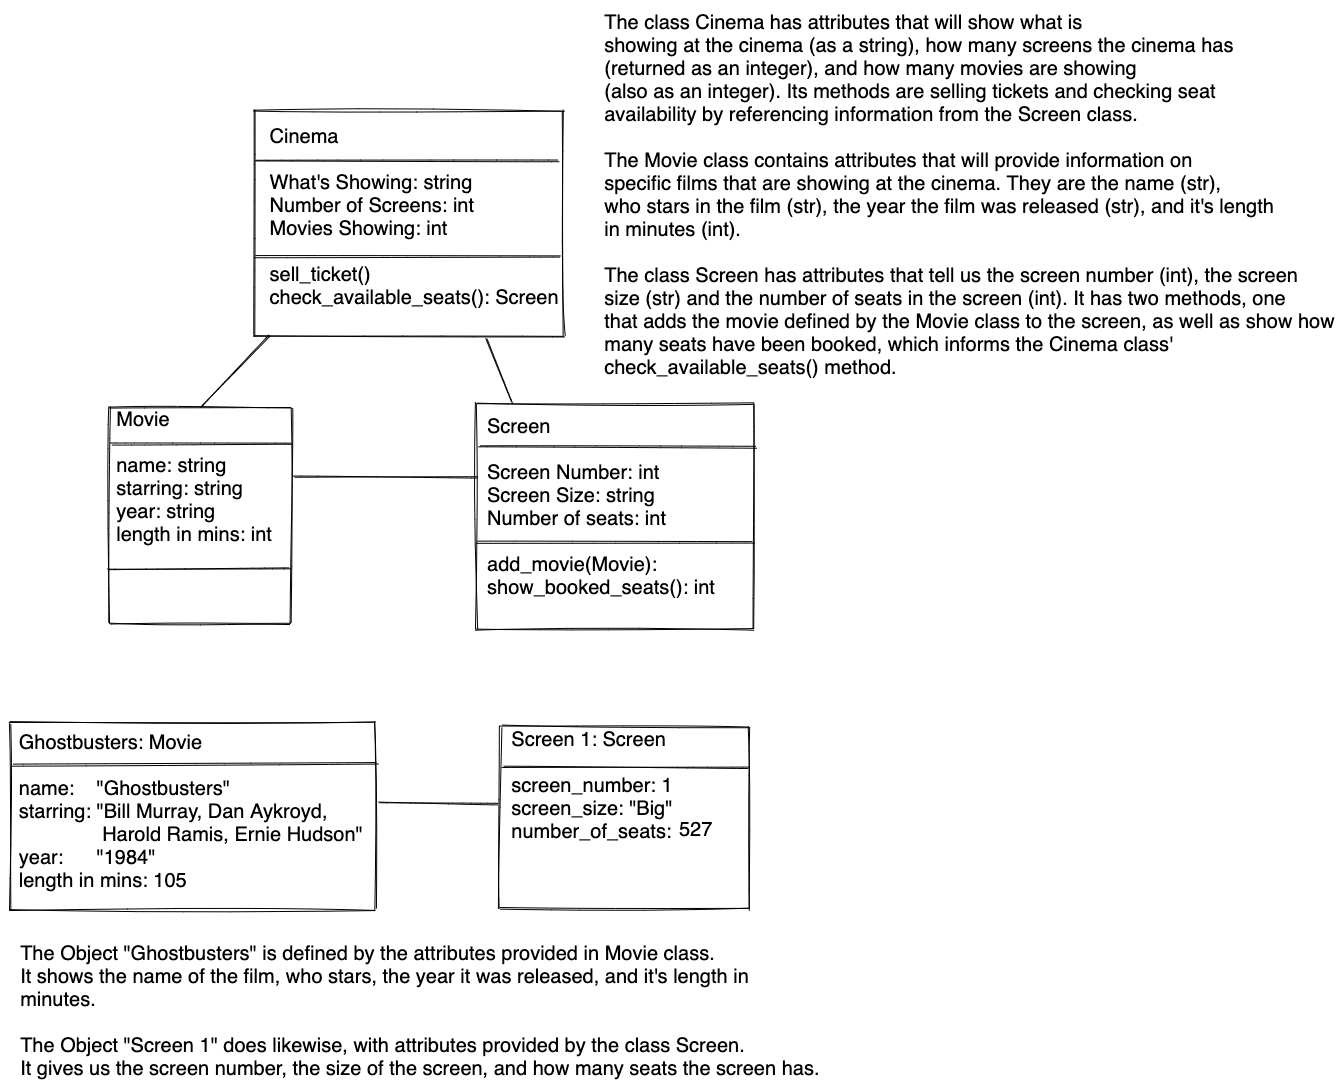 The class Cinema has attributes that will show what is
showing at the cinema (as a string), how many screens the cinema has
(returned as an integer), and how many movies are showing
(also as an integer). Its methods are selling tickets and checking seat
availability by referencing information from the Screen class.
The Movie class contains attributes that will provide information on
specific films that are showing at the cinema. They are the name (str),
who stars in the film (str), the year the film was released (str), and it's length
in minutes (int).
The class Screen has attributes that tell us the screen number (int), the screen
size (str) and the number of seats in the screen (int). It has two methods, one
that adds the movie defined by the Movie class to the screen, as well as show how
many seats have been booked, which informs the Cinema class'
check_available_seats() method.
Cinema
What's Showing: string
Number of Screens: int
Movies Showing: int
sell_ticket()
check_available_seats(): Screen
Movie
name: string
starring: string
year: string
length in mins: int
Screen
Screen Number: int
Screen Size: string
Number of seats: int
add_movie(Movie):
show_booked_seats(): int
Ghostbusters: Movie
name: "Ghostbusters"
starring: "Bill Murray, Dan Aykroyd,
Harold Ramis, Ernie Hudson"
year: "1984"
length in mins: 105
Screen 1: Screen
screen_number: 1
screen_size: "Big"
number_of_seats: 527
The Object "Ghostbusters" is defined by the attributes provided in Movie class.
It shows the name of the film, who stars, the year it was released, and it's length in
minutes.
The Object "Screen 1" does likewise, with attributes provided by the class Screen.
It gives us the screen number, the size of the screen, and how many seats the screen has.